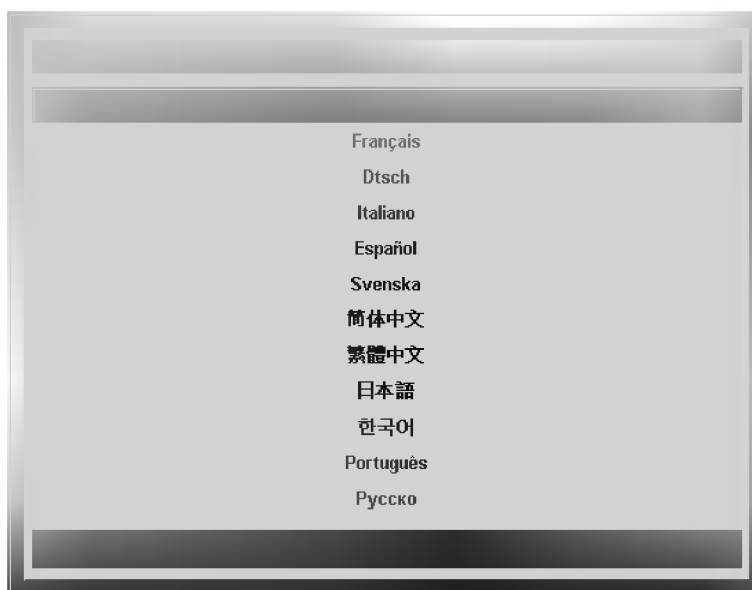 Français
Dtsch
Italiano
Español
Svenska
简体中文
繁體中文
日本語
한국어
Português
Русско